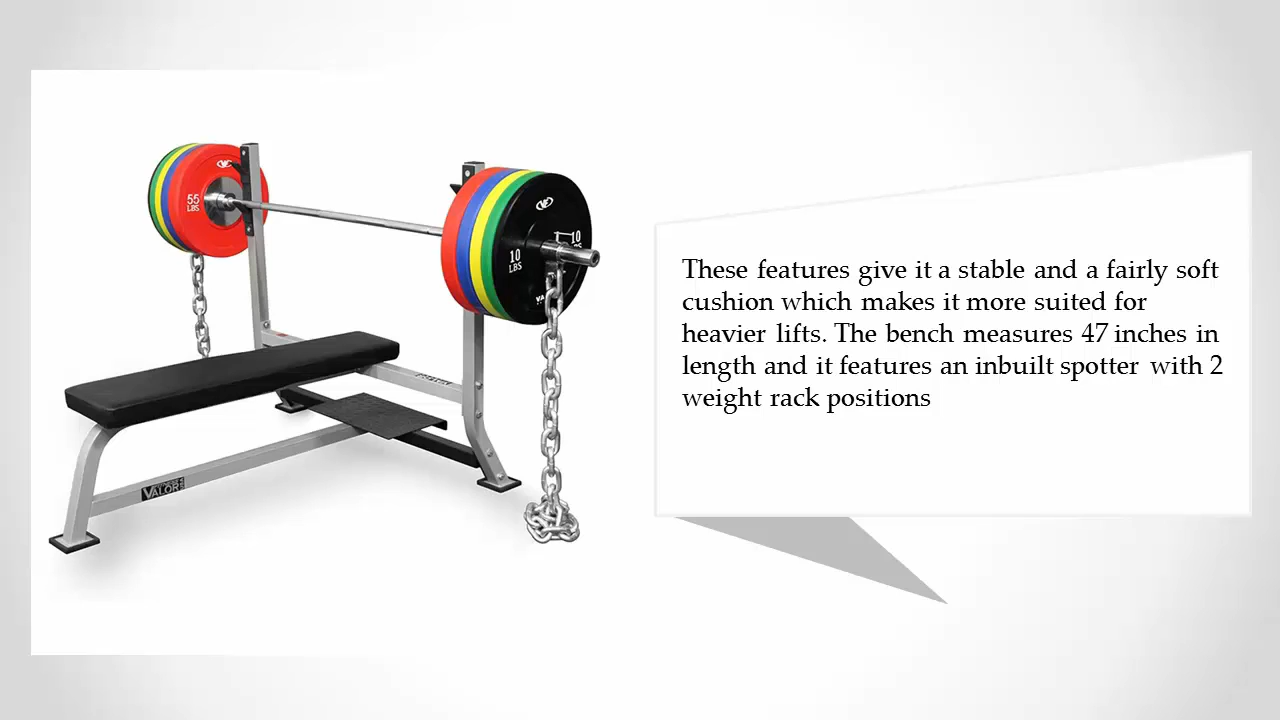 55
LBS
10
LBS
10
VALOR
These features give it a stable and a fairly soft
cushion which makes it more suited for
heavier lifts. The bench measures 47 inches in
length and it features an inbuilt spotter with 2
weight rack positions